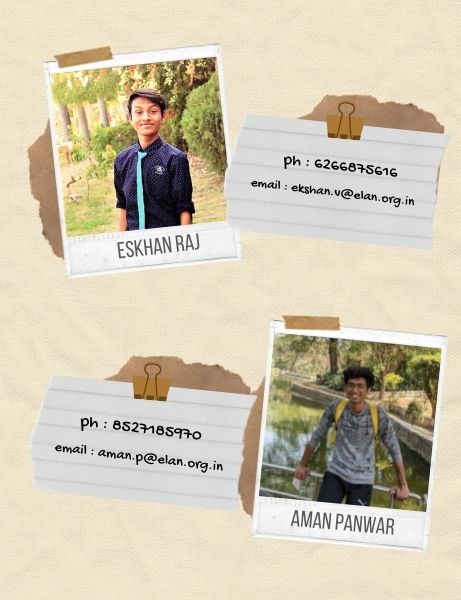 ph : 6266875616
email : ekshan.v@elan.org.in
ESKHAN RAJ
ph : 8527185970
email : aman.p@elan.org.in
AMAN PANWAR